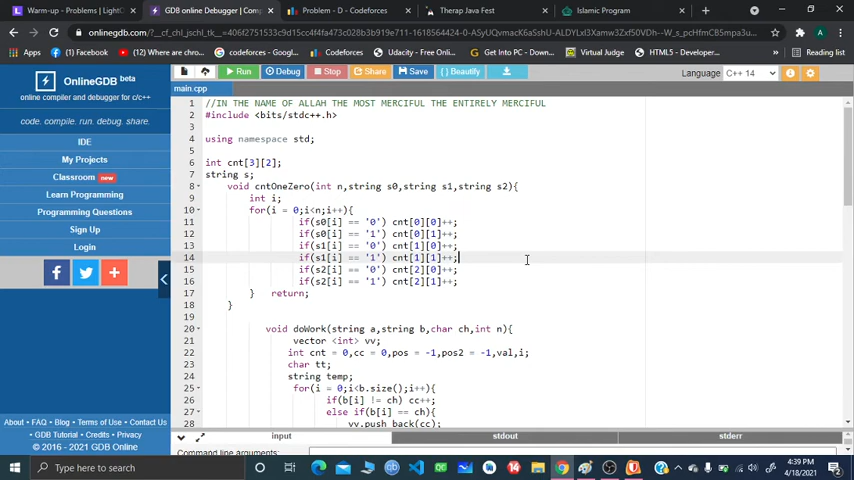 Warm-up - Problems | LightO
GDB online Debugger | Comp
Problem - D - Codeforces
Therap Java Fest
Islamic Program
onlinegdb.com/?__cf_chl_jschl_tk__=
Apps
Facebook
(1) Where are chro...
codeforces - Google...
Codeforces
Udacity - Free Onli...
Get Into PC - Downl...
Virtual Judge
HTML5 - Developer...
Reading list
OnlineGDB beta
online compiler and debugger for c/c++
code. compile. run. debug. share.
IDE
My Projects
Classroom new
Learn Programming
Programming Questions
Sign Up
Login
About • FAQ • Blog • Terms of Use • Contact Us
• GDB Tutorial • Credits • Privacy
© 2016 - 2021 GDB Online
Run Debug Stop Share Save { } Beautify
Language C++ 14
main.cpp
1 //IN THE NAME OF ALLAH THE MOST MERCIFUL THE ENTIRELY MERCIFUL
2 #include <bits/stdc++.h>
3
4 using namespace std;
5
6 int cnt[3][2];
7 string s;
8 void cntOneZero(int n,string s0,string s1,string s2){
9 int i;
10 for(i = 0;i<n;i++){
11 if(s0[i] == '0') cnt[0][0]++;
12 if(s0[i] == '1') cnt[0][1]++;
13 if(s1[i] == '0') cnt[1][0]++;
14 if(s1[i] == '1') cnt[1][1]++;
15 if(s2[i] == '0') cnt[2][0]++;
16 if(s2[i] == '1') cnt[2][1]++;
17 } return;
18 }
19
20 void doWork(string a,string b,char ch,int n){
21 vector <int> vv;
22 int cnt = 0,cc = 0,pos = -1,pos2 = -1,val,i;
23 char tt;
24 string temp;
25 for(i = 0;i<b.size();i++){
26 if(b[i] != ch) cc++;
27 else if(b[i] == ch){
28 vv.push_back(cc);
input stdout stderr
Command line arguments:
Type here to search
4:39 PM
4/18/2021